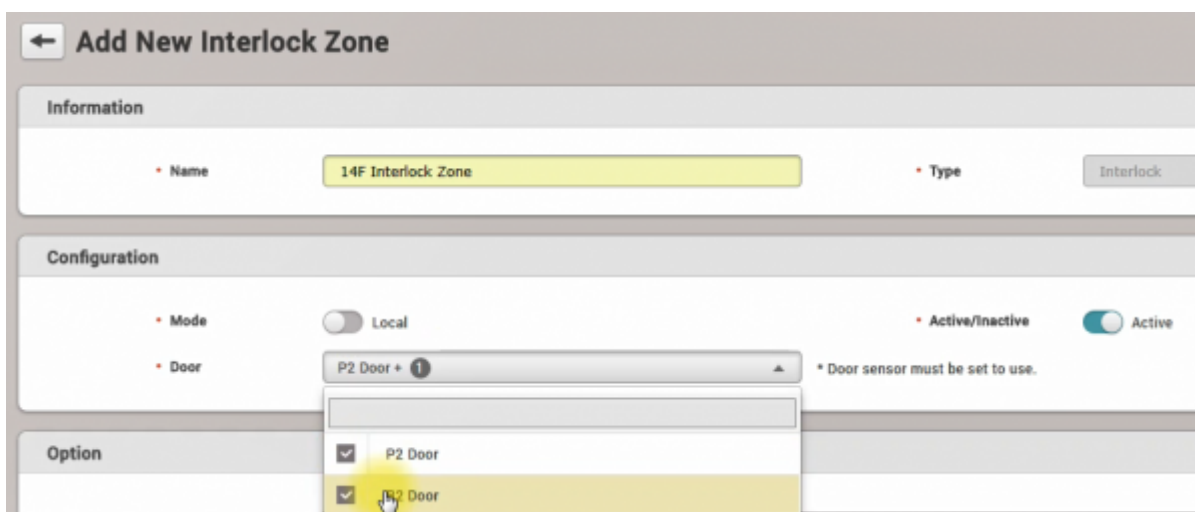 Add New Interlock Zone
Information
• Name 14F Interlock Zone • Type Interlock
Configuration
• Mode Local • Active/Inactive Active
• Door P2 Door + 1 * Door sensor must be set to use.
Option
P2 Door
Door